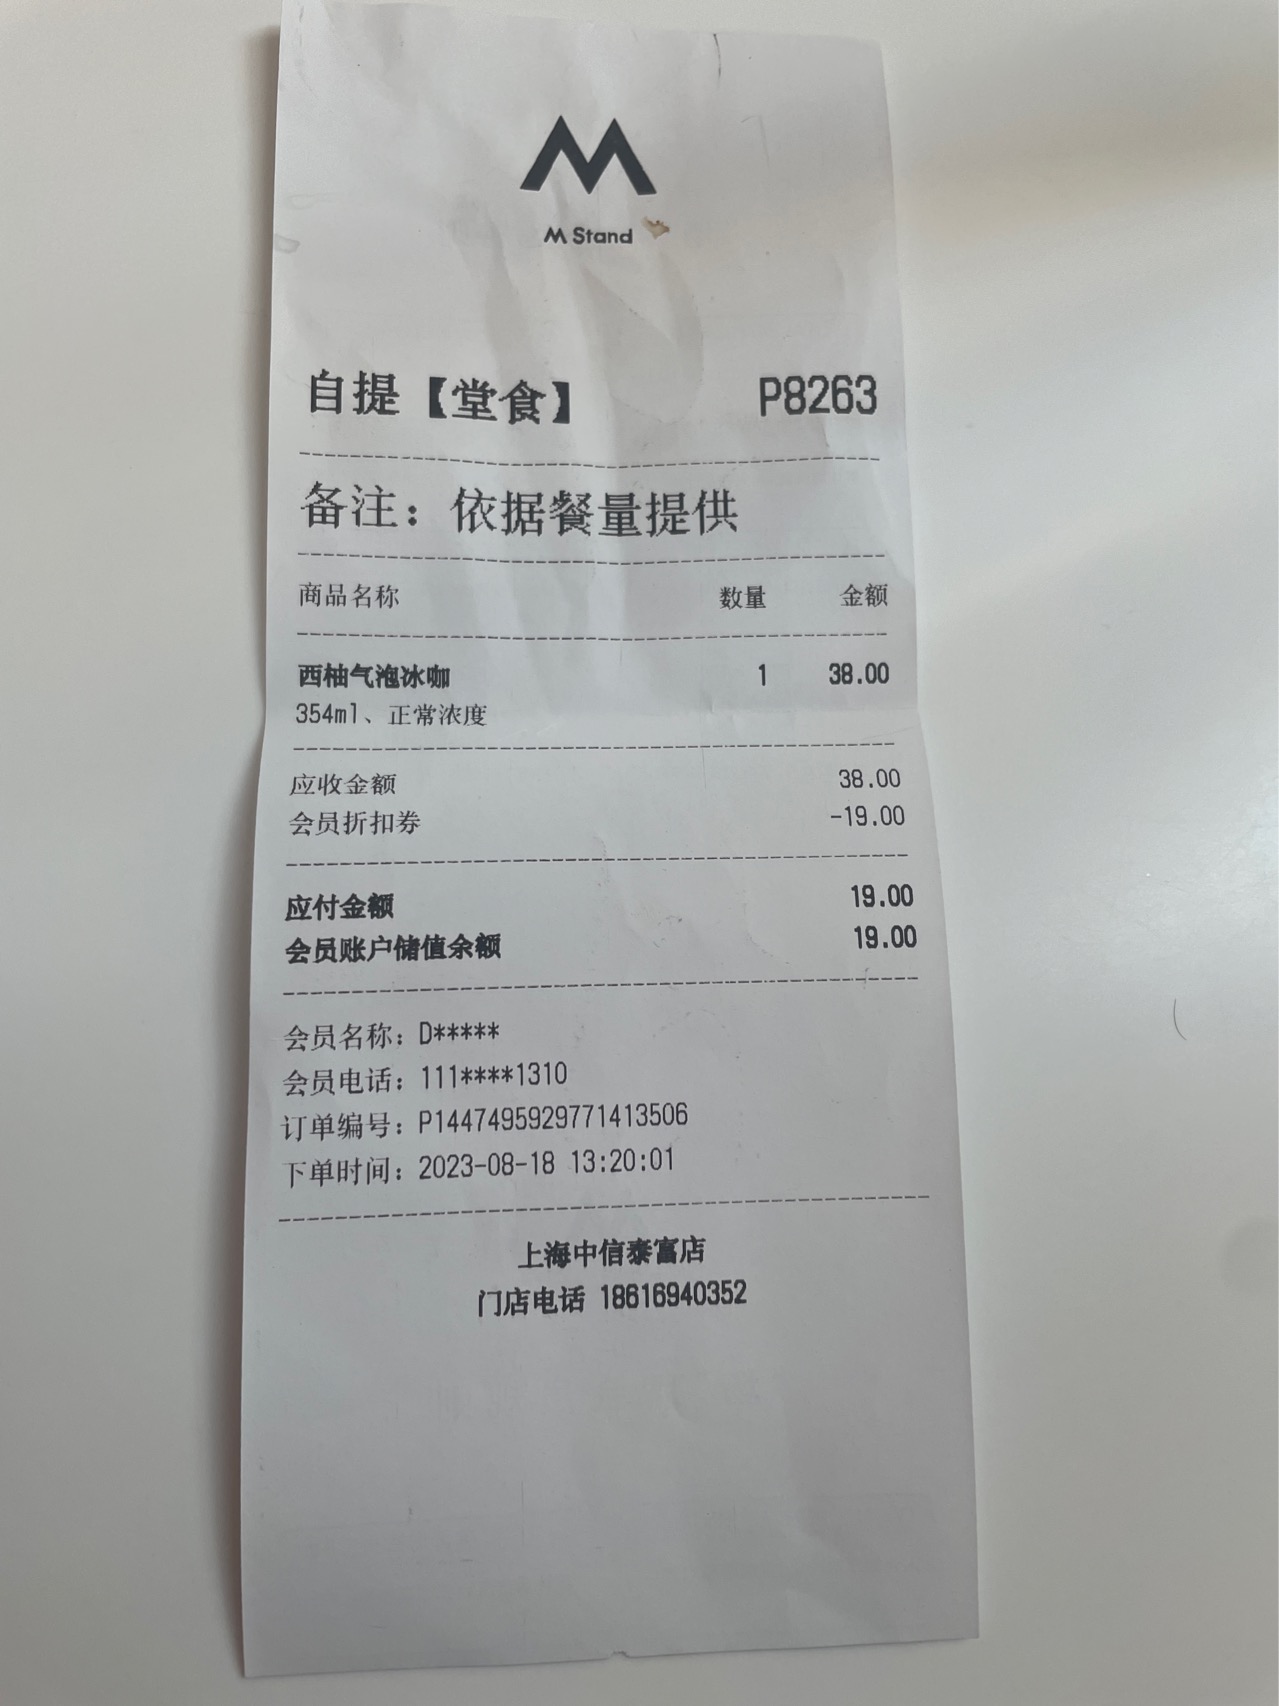 M Stand
自提【堂食】 P8263
备注：依据餐量提供
商品名称 数量 金额
西柚气泡冰咖 1 38.00
354ml、正常浓度
应收金额 38.00
会员折扣券 -19.00
应付金额 19.00
会员账户储值余额 19.00
会员名称：D*****
会员电话：111****1310
订单编号：P1447495929771413506
下单时间：2023-08-18 13:20:01
上海中信泰富店
门店电话 18616940352